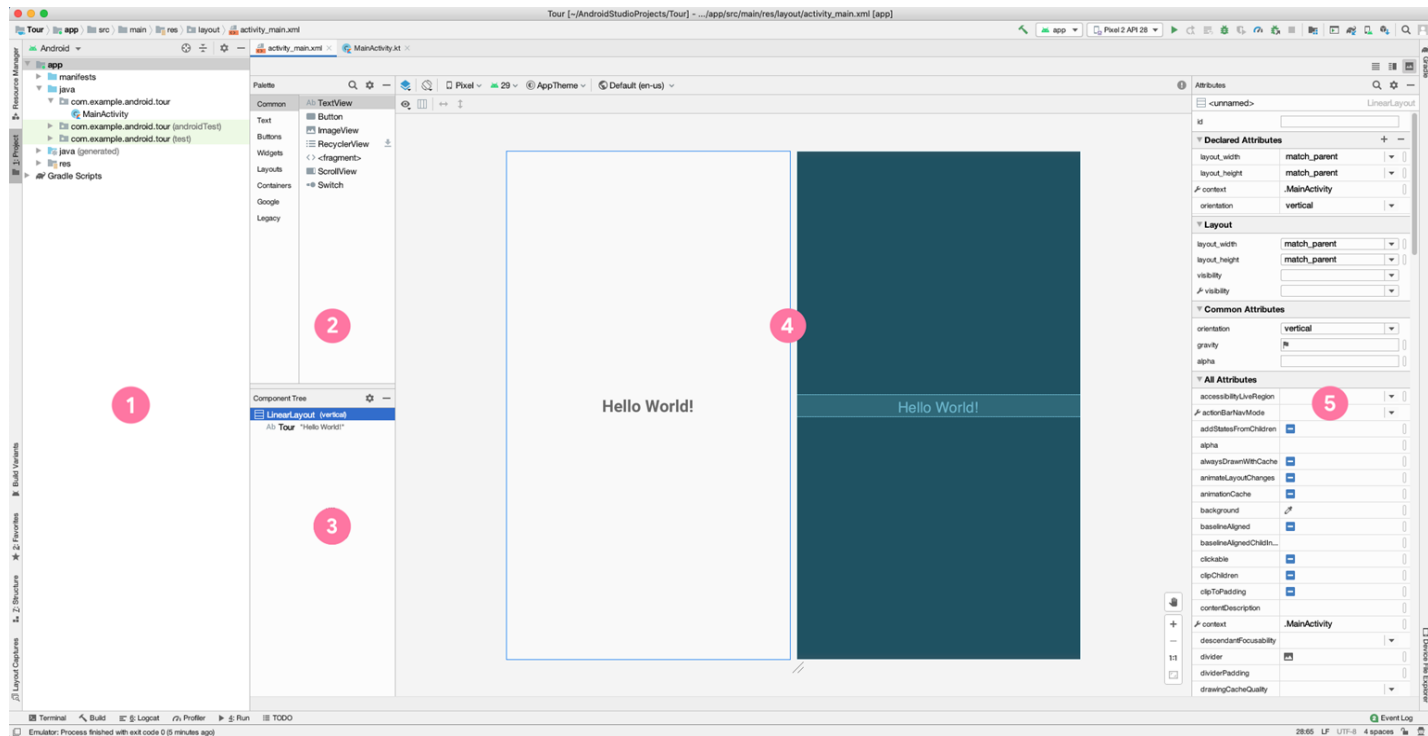 Tour [~/AndroidStudioProjects/Tour] - .../app/src/main/res/layout/activity_main.xml [app]
Tour app src main res layout activity_main.xml
app Pixel 2 API 28
Android
activity_main.xml MainActivity.kt
Resource Manager
1: Project
Build Variants
2: Favorites
Z: Structure
Layout Captures
app
manifests
java
com.example.android.tour
MainActivity
com.example.android.tour (androidTest)
com.example.android.tour (test)
java (generated)
res
Gradle Scripts
1
Palette
Common
Text
Buttons
Widgets
Layouts
Containers
Google
Legacy
Ab TextView
Button
ImageView
RecyclerView
<fragment>
ScrollView
Switch
2
Component Tree
LinearLayout (vertical)
Ab Tour "Hello World!"
3
Pixel 29 AppTheme Default (en-us)
Hello World!
4
Hello World!
1:1
Attributes
<unnamed> LinearLayout
id
Declared Attributes
layout_width match_parent
layout_height match_parent
context .MainActivity
orientation vertical
Layout
layout_width match_parent
layout_height match_parent
visibility
visibility
Common Attributes
orientation vertical
gravity
alpha
All Attributes
accessibilityLiveRegion
5
actionBarNavMode
addStatesFromChildren
alpha
alwaysDrawnWithCache
animateLayoutChanges
animationCache
background
baselineAligned
baselineAlignedChildIn...
clickable
clipChildren
clipToPadding
contentDescription
context .MainActivity
descendantFocusability
divider
dividerPadding
drawingCacheQuality
Gradle
Device File Explorer
Terminal Build 6: Logcat Profiler 4: Run TODO
Event Log
Emulator: Process finished with exit code 0 (5 minutes ago)
28:65 LF UTF-8 4 spaces